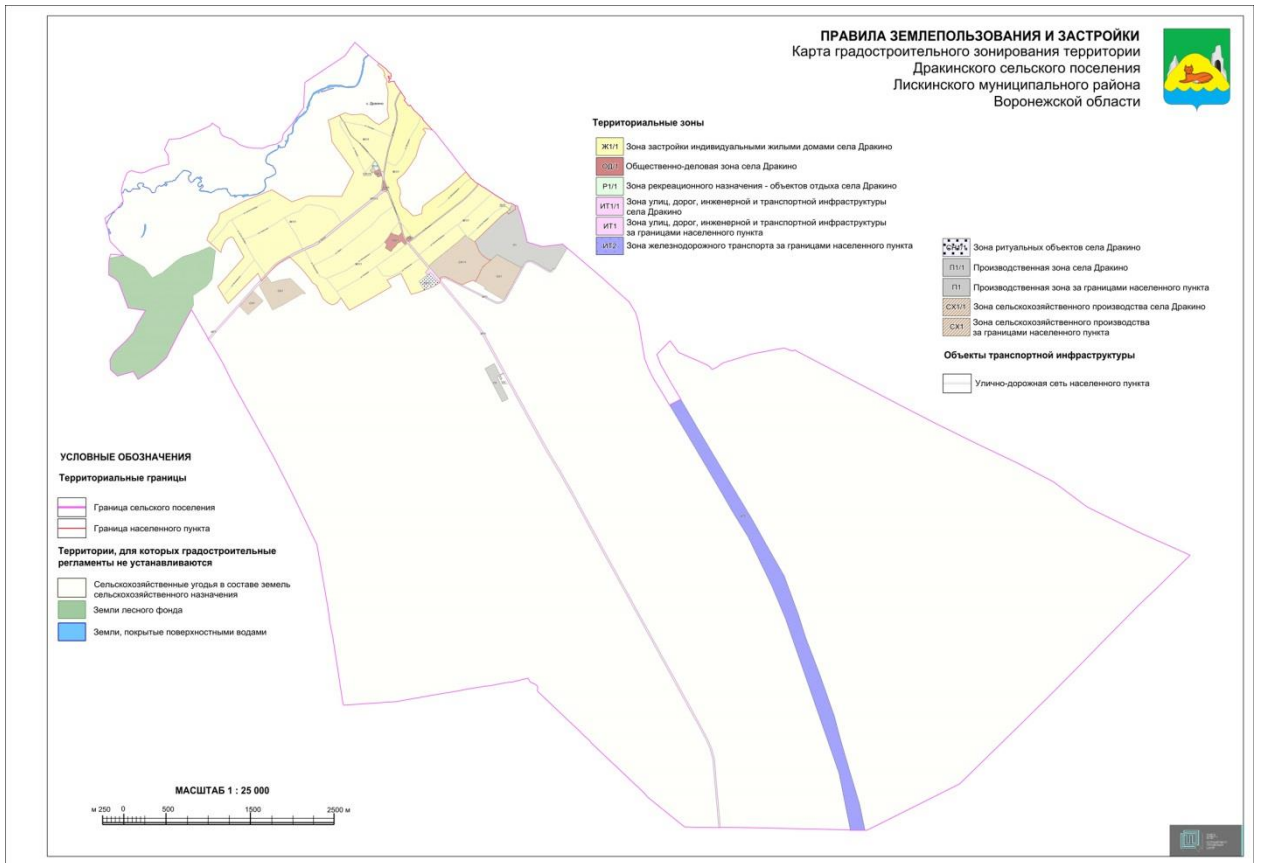 ПРАВИЛА ЗЕМЛЕПОЛЬЗОВАНИЯ И ЗАСТРОЙКИ
Карта градостроительного зонирования территории
Дракинского сельского поселения
Лискинского муниципального района
Воронежской области
с. Дракино
Территориальные зоны
Ж1/1 Зона застройки индивидуальными жилыми домами села Дракино
ОД/1 Общественно-деловая зона села Дракино
Р1/1 Зона рекреационного назначения - объектов отдыха села Дракино
ИТ1/1 Зона улиц, дорог, инженерной и транспортной инфраструктуры
села Дракино
ИТ1 Зона улиц, дорог, инженерной и транспортной инфраструктуры
за границами населенного пункта
ИТ2 Зона железнодорожного транспорта за границами населенного пункта
Зона ритуальных объектов села Дракино
П1/1 Производственная зона села Дракино
П1 Производственная зона за границами населенного пункта
СХ1/1 Зона сельскохозяйственного производства села Дракино
СХ1 Зона сельскохозяйственного производства
за границами населенного пункта
Объекты транспортной инфраструктуры
Улично-дорожная сеть населенного пункта
УСЛОВНЫЕ ОБОЗНАЧЕНИЯ
Территориальные границы
Граница сельского поселения
Граница населенного пункта
Территории, для которых градостроительные
регламенты не устанавливаются
Сельскохозяйственные угодья в составе земель
сельскохозяйственного назначения
Земли лесного фонда
Земли, покрытые поверхностными водами
МАСШТАБ 1 : 25 000
м 250 0 500 1500 2500 м